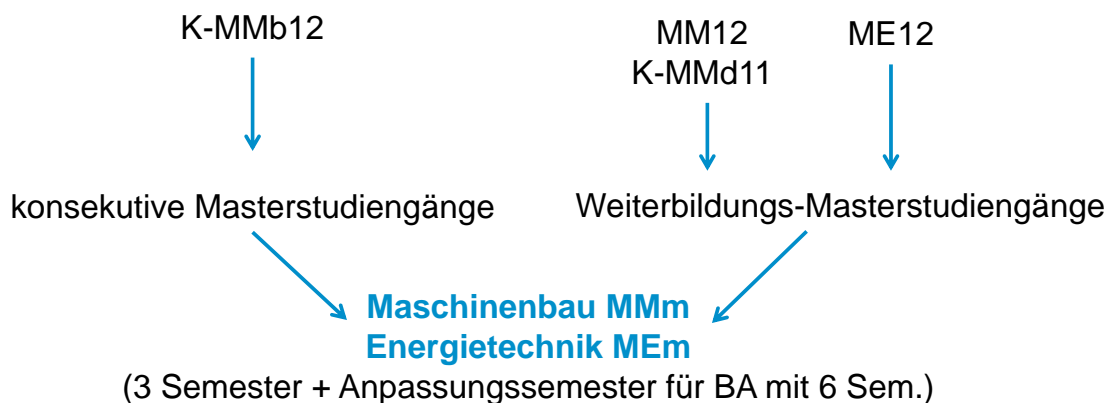 K-MMb12
MM12
K-MMd11
ME12
konsekutive Masterstudiengänge
Weiterbildungs-Masterstudiengänge
Maschinenbau MMm
Energietechnik MEm
(3 Semester + Anpassungssemester für BA mit 6 Sem.)